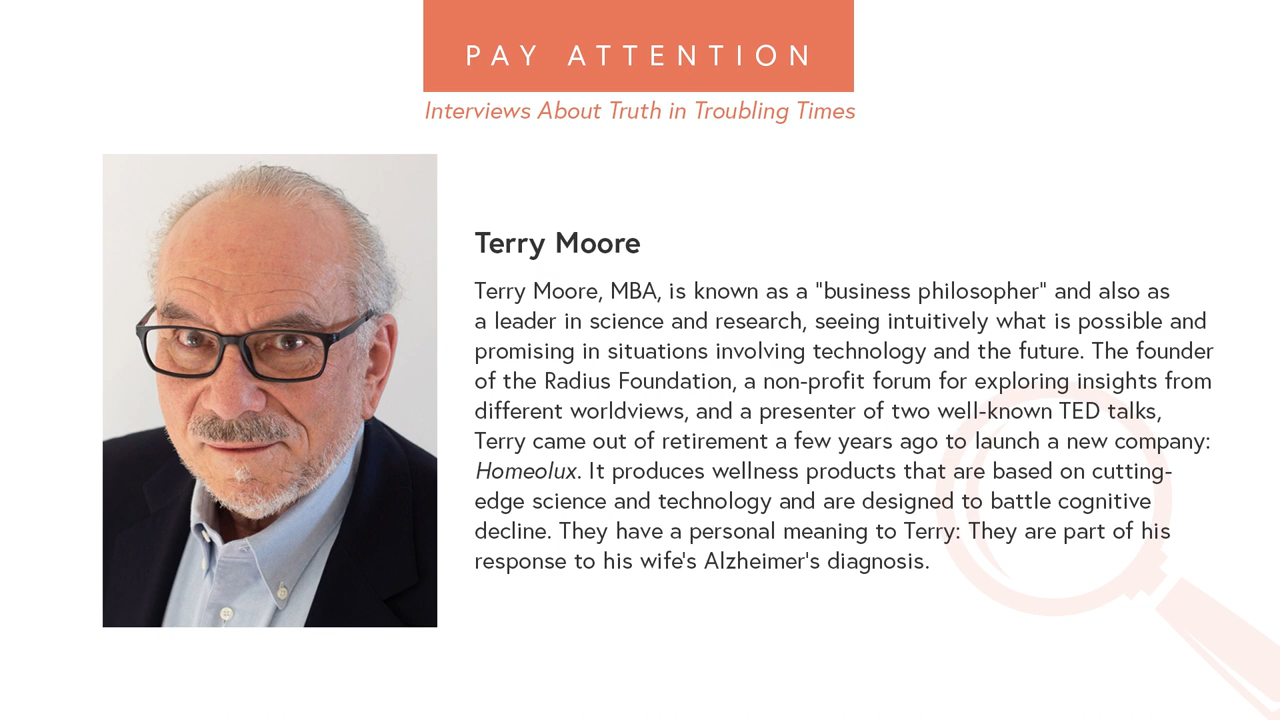 PAY ATTENTION
Interviews About Truth in Troubling Times
Terry Moore
Terry Moore, MBA, is known as a "business philosopher" and also as
a leader in science and research, seeing intuitively what is possible and
promising in situations involving technology and the future. The founder
of the Radius Foundation, a non-profit forum for exploring insights from
different worldviews, and a presenter of two well-known TED talks,
Terry came out of retirement a few years ago to launch a new company:
Homeolux. It produces wellness products that are based on cutting-
edge science and technology and are designed to battle cognitive
decline. They have a personal meaning to Terry: They are part of his
response to his wife's Alzheimer's diagnosis.